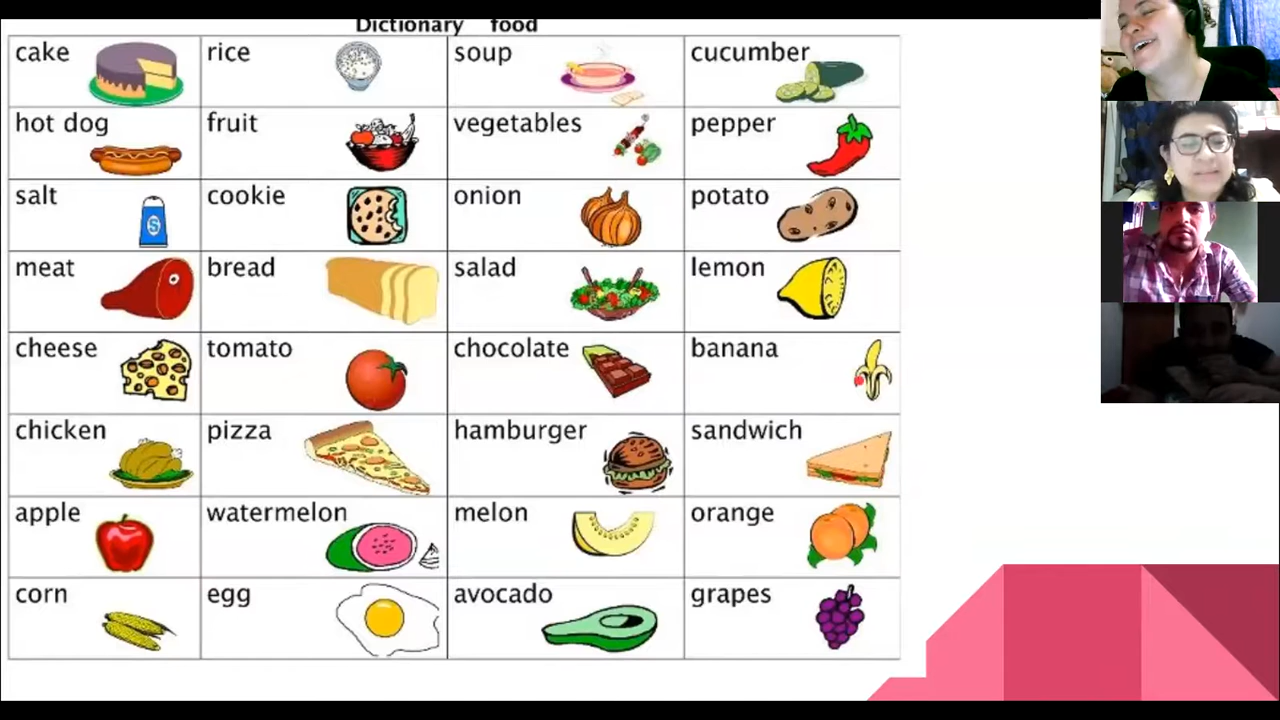 Dictionary food
cake rice soup cucumber
hot dog fruit vegetables pepper
salt cookie onion potato
meat bread salad lemon
cheese tomato chocolate banana
chicken pizza hamburger sandwich
apple watermelon melon orange
corn egg avocado grapes